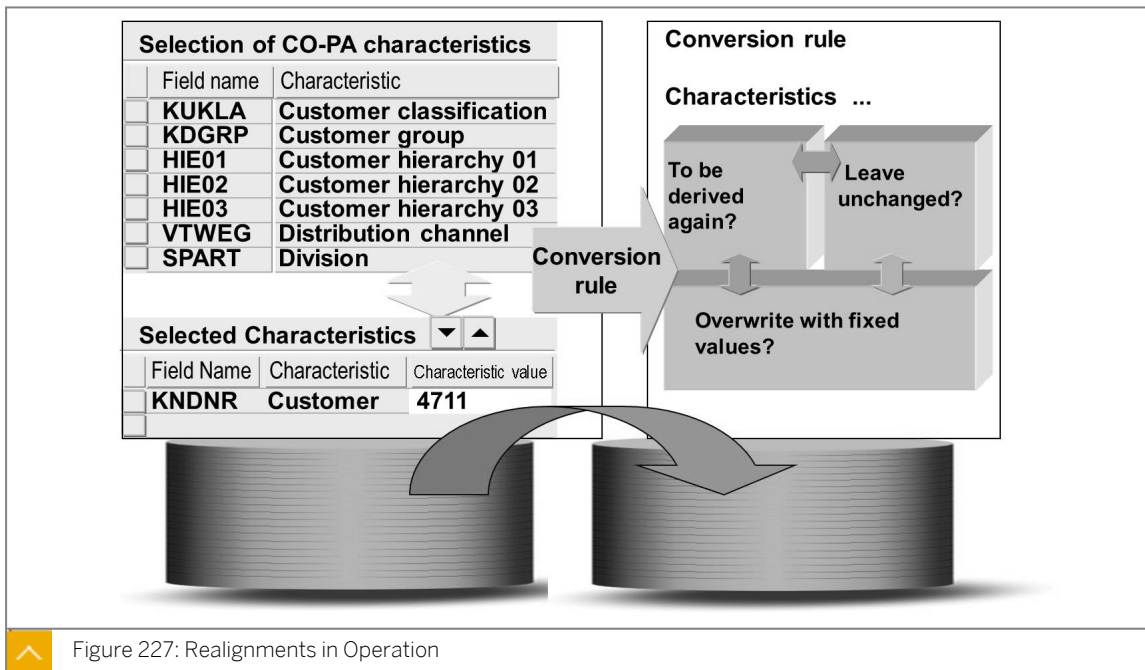 Selection of CO-PA characteristics
Field name Characteristic
KUKLA Customer classification
KDGRP Customer group
HIE01 Customer hierarchy 01
HIE02 Customer hierarchy 02
HIE03 Customer hierarchy 03
VTWEG Distribution channel
SPART Division
Selected Characteristics
Field Name Characteristic Characteristic value
KNDNR Customer 4711
Conversion
rule
Conversion rule
Characteristics ...
To be
derived
again?
Leave
unchanged?
Overwrite with fixed
values?
Figure 227: Realignments in Operation